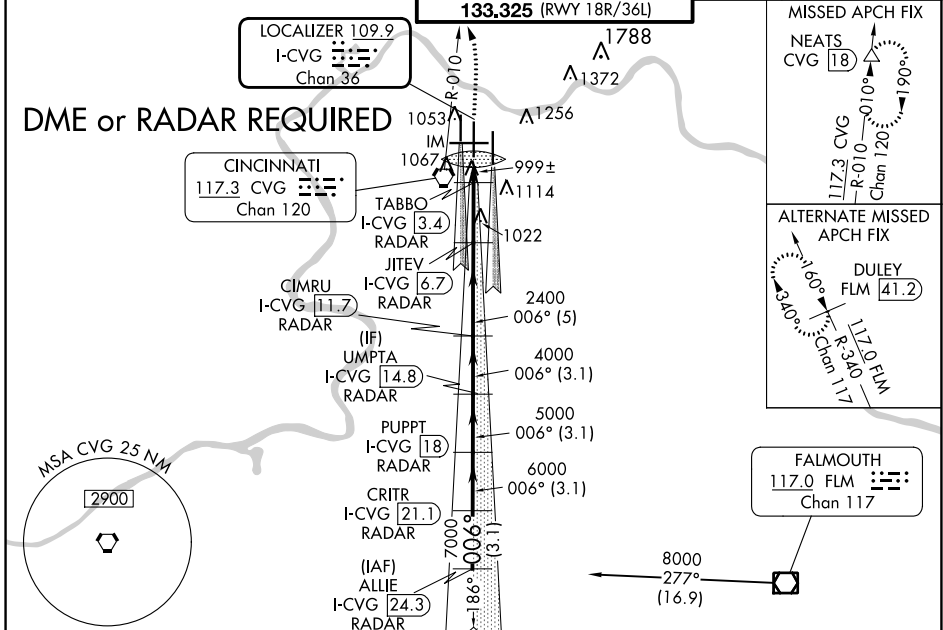 133.325 (RWY 18R/36L)
LOCALIZER 109.9
I-CVG
Chan 36
R-010
1788
1372
1256
1053
DME or RADAR REQUIRED
IM
1067
999±
1114
CINCINNATI
117.3 CVG
Chan 120
TABBO
I-CVG 3.4
RADAR
1022
JITEV
I-CVG 6.7
RADAR
CIMRU
I-CVG 11.7
RADAR
2400
006° (5)
(IF)
UMPTA
I-CVG 14.8
RADAR
4000
006° (3.1)
PUPPT
I-CVG 18
RADAR
5000
006° (3.1)
CRITR
I-CVG 21.1
RADAR
6000
006° (3.1)
7000
006°
(3.1)
(IAF)
ALLIE
I-CVG 24.3
RADAR
186°
MSA CVG 25 NM
2900
MISSED APCH FIX
NEATS
CVG 18
010°
190°
117.3 CVG
R-010
Chan 120
ALTERNATE MISSED
APCH FIX
DULEY
FLM 41.2
160°
340°
117.0 FLM
R-340
Chan 117
FALMOUTH
117.0 FLM
Chan 117
8000
277°
(16.9)